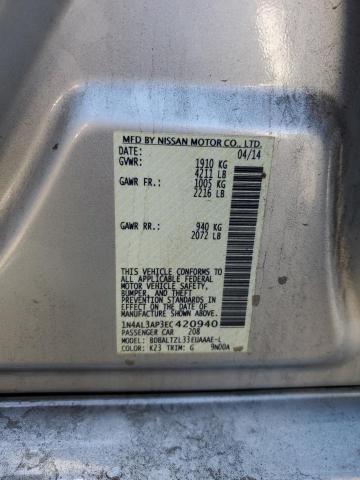 MFD BY NISSAN MOTOR CO., LTD.
DATE: 04/14
GVWR: 1910 KG
4211 LB
GAWR FR: 1005 KG
2216 LB
GAWR RR: 940 KG
2072 LB
THIS VEHICLE CONFORMS TO
ALL APPLICABLE FEDERAL
MOTOR VEHICLE SAFETY,
BUMPER, AND THEFT
PREVENTION STANDARDS IN
EFFECT ON THE DATE OF
MANUFACTURE SHOWN ABOVE.
1N4AL3AP3EC420940
PASSENGER CAR 208
MODEL: BDBALTZL33EUAAAE-L
COLOR: K23 TRIM: G 9N00A